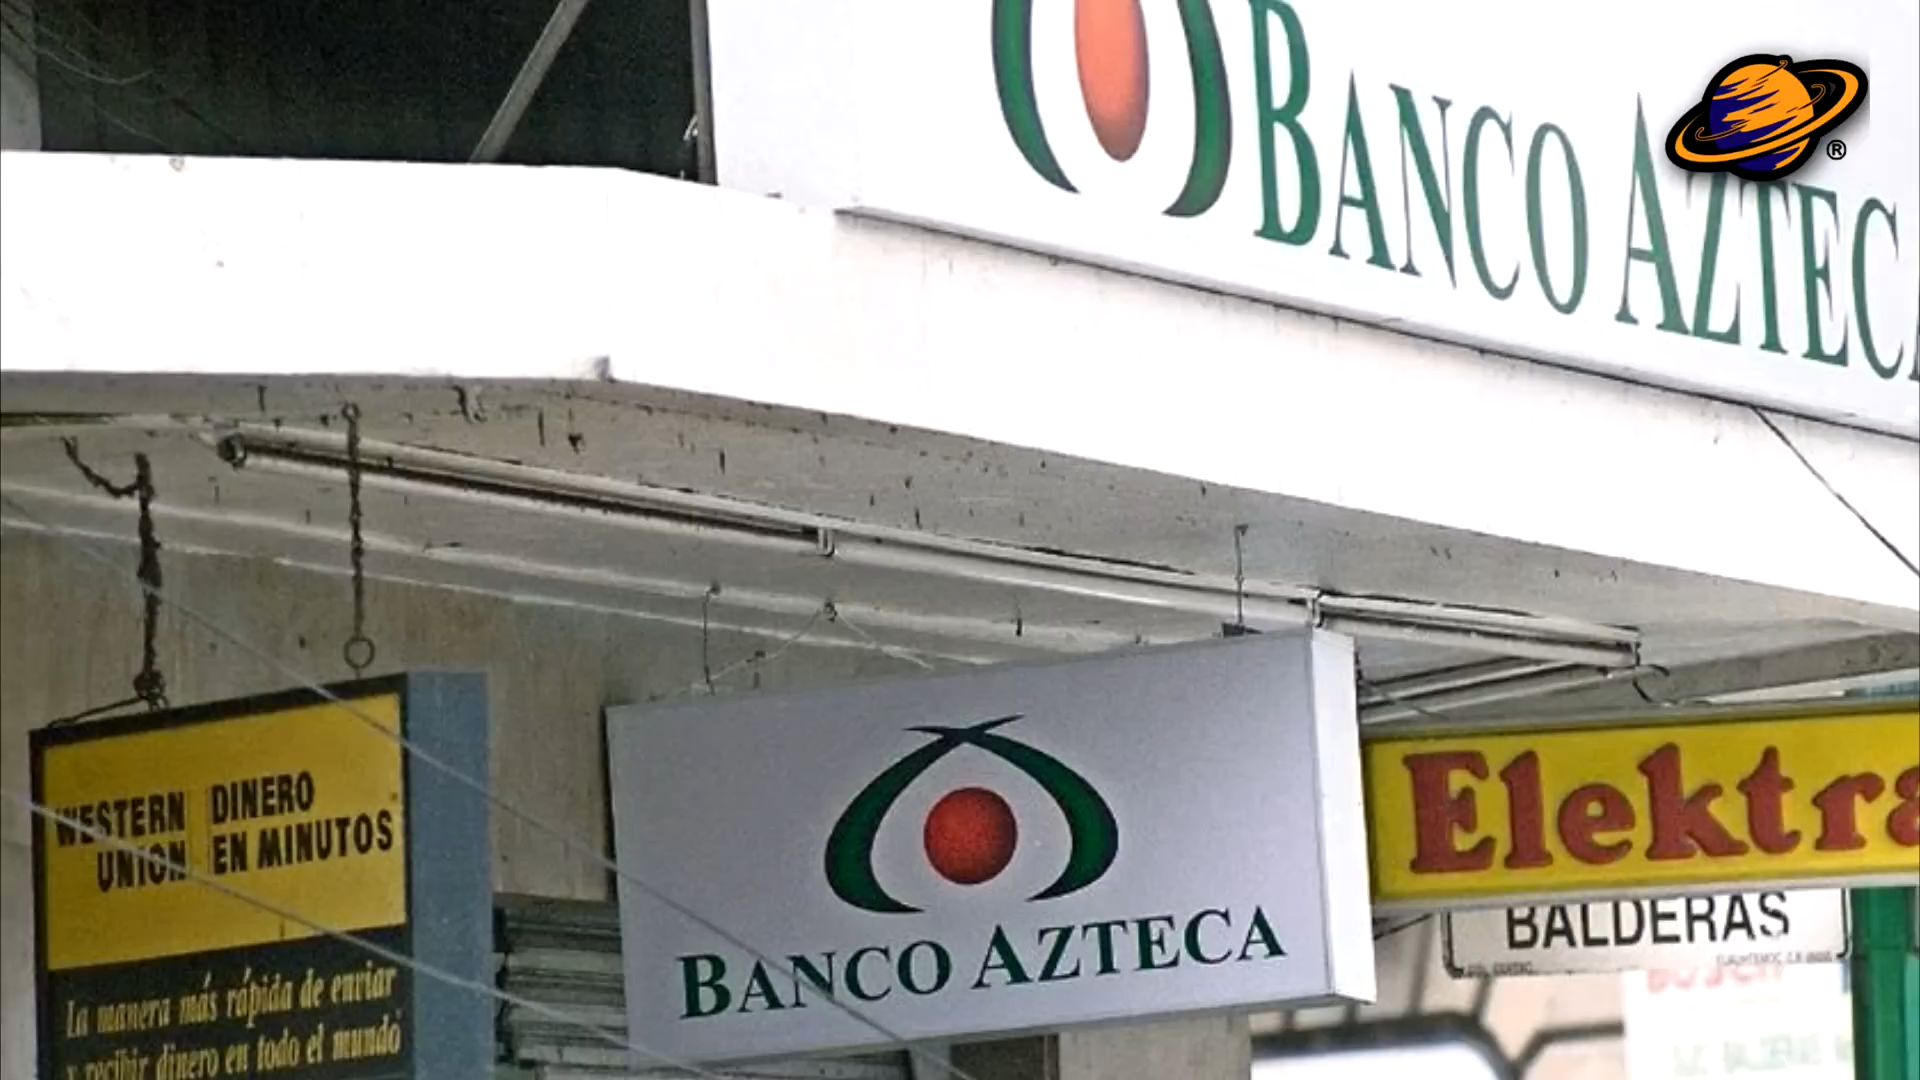 BANCO AZTECA
®
WESTERN UNION
DINERO EN MINUTOS
La manera más rápida de enviar
y recibir dinero en todo el mundo
BANCO AZTECA
Elektra
BALDERAS